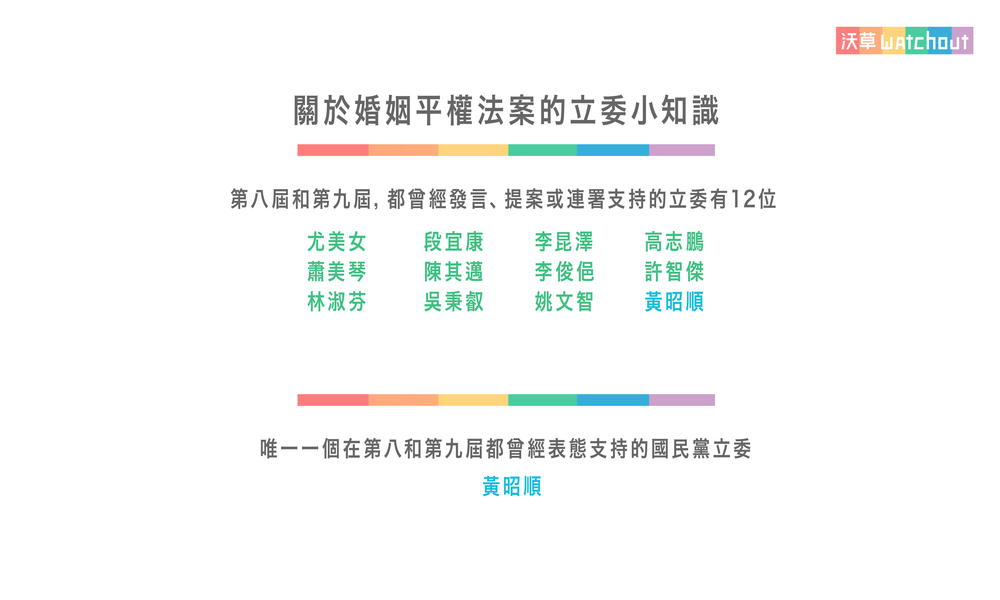 沃草 watchout
關於婚姻平權法案的立委小知識
第八屆和第九屆, 都曾經發言、提案或連署支持的立委有12位
尤美女 段宜康 李昆澤 高志鵬
蕭美琴 陳其邁 李俊俋 許智傑
林淑芬 吳秉叡 姚文智 黃昭順
唯一一個在第八和第九屆都曾經表態支持的國民黨立委
黃昭順